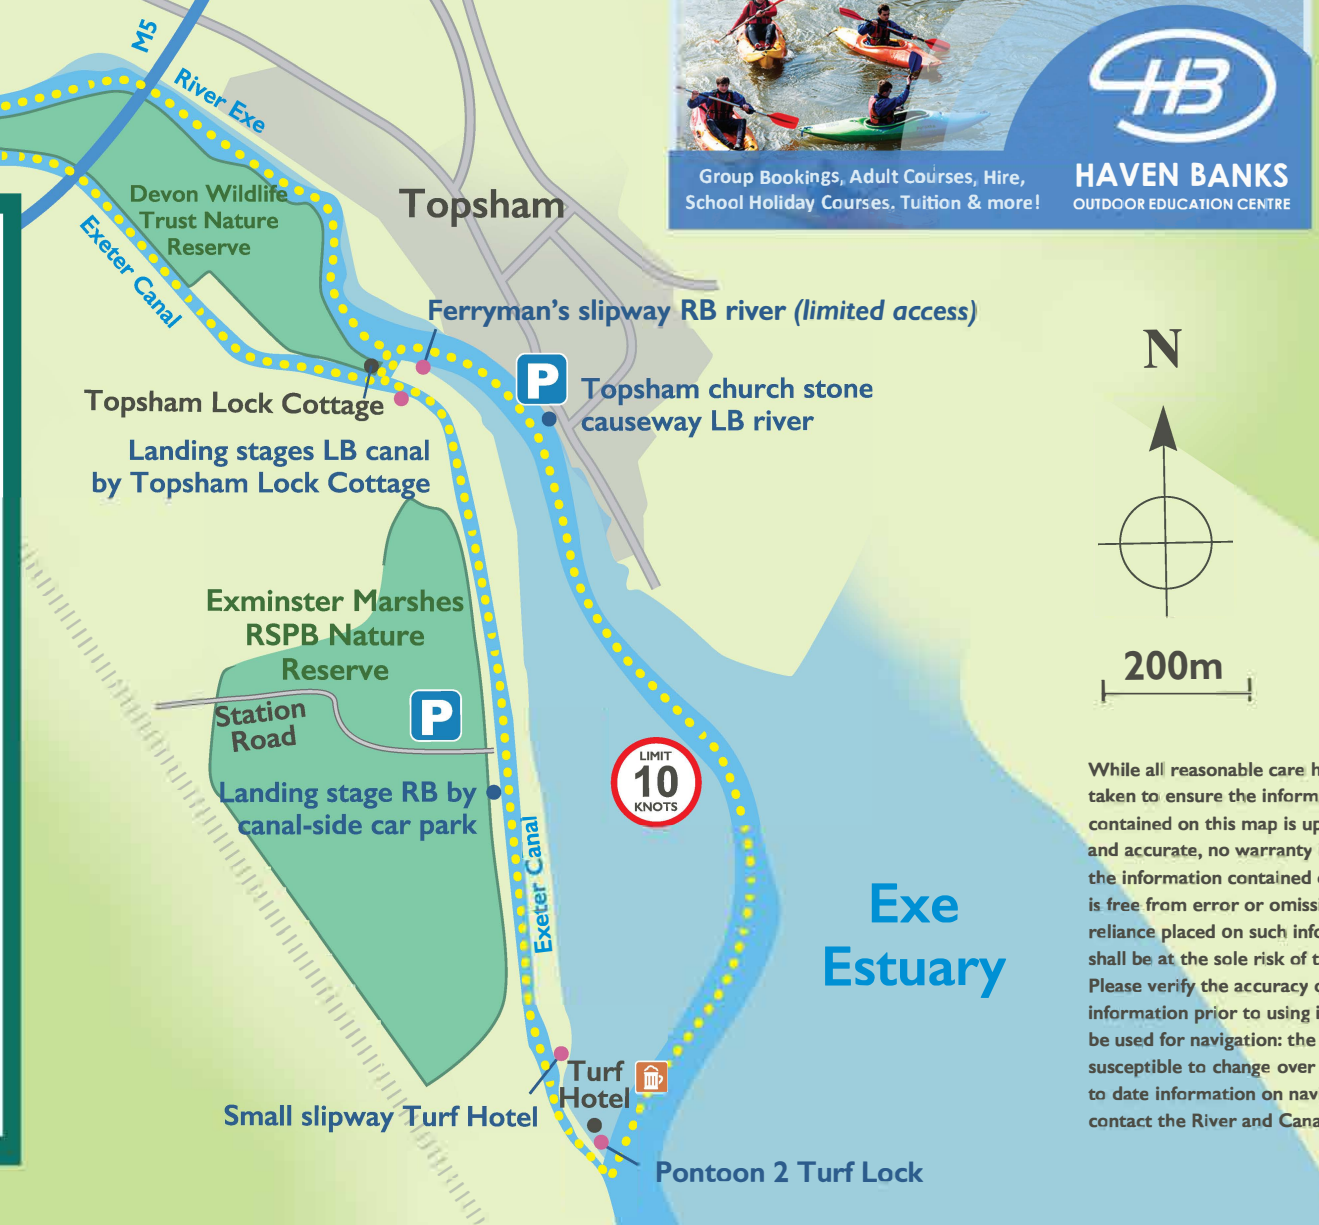 M5
River Exe
Devon Wildlife
Trust Nature
Reserve
Exeter Canal
Topsham
Group Bookings, Adult Courses, Hire,
School Holiday Courses. Tuition & more!
HB
HAVEN BANKS
OUTDOOR EDUCATION CENTRE
Ferryman's slipway RB river (limited access)
P
Topsham church stone
causeway LB river
Topsham Lock Cottage
Landing stages LB canal
by Topsham Lock Cottage
N
200m
Exminster Marshes
RSPB Nature
Reserve
P
Station
Road
Landing stage RB by
canal-side car park
Exeter Canal
LIMIT
10
KNOTS
Exe
Estuary
While all reasonable care
taken to ensure the
contained on this map is
and accurate, no warranty
the information contained
is free from error or
reliance placed on such
shall be at the sole risk of
Please verify the accuracy
information prior to using
be used for navigation: the
susceptible to change over
to date information on
contact the River and
Turf
Hotel
Small slipway Turf Hotel
Pontoon 2 Turf Lock